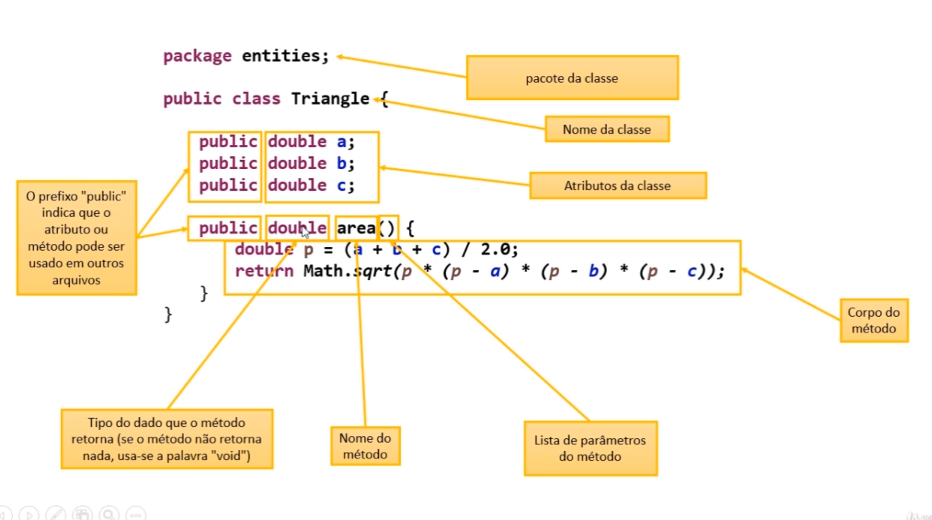 package entities;
pacote da classe
public class Triangle {
Nome da classe
public double a;
public double b;
public double c;
Atributos da classe
O prefixo "public"
indica que o
atributo ou
método pode ser
usado em outros
arquivos
public double area() {
double p = (a + b + c) / 2.0;
return Math.sqrt(p * (p - a) * (p - b) * (p - c));
}
}
Corpo do
método
Tipo do dado que o método
retorna (se o método não retorna
nada, usa-se a palavra "void")
Nome do
método
Lista de parâmetros
do método